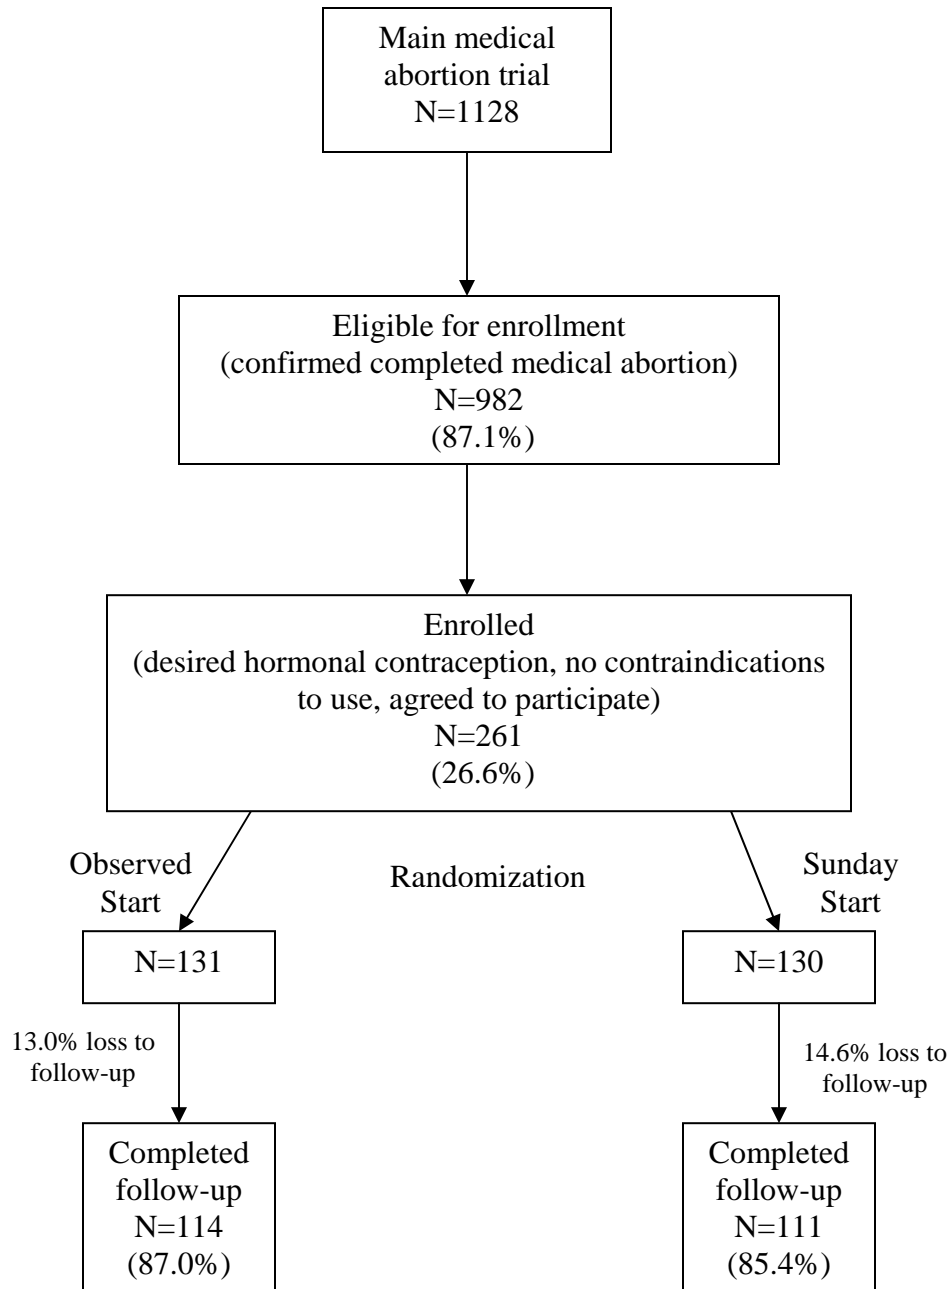 Main medical
abortion trial
N=1128
Eligible for enrollment
(confirmed completed medical abortion)
N=982
(87.1%)
Enrolled
(desired hormonal contraception, no contraindications
to use, agreed to participate)
N=261
(26.6%)
Observed
Start
Randomization
Sunday
Start
N=131
N=130
13.0% loss to
follow-up
14.6% loss to
follow-up
Completed
follow-up
N=114
(87.0%)
Completed
follow-up
N=111
(85.4%)